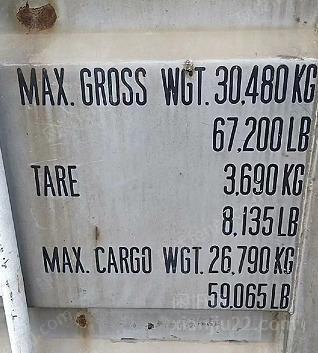 MAX. GROSS WGT. 30,480 KG
67,200 LB
TARE 3,690 KG
8,135 LB
MAX. CARGO WGT. 26,790 KG
59,065 LB